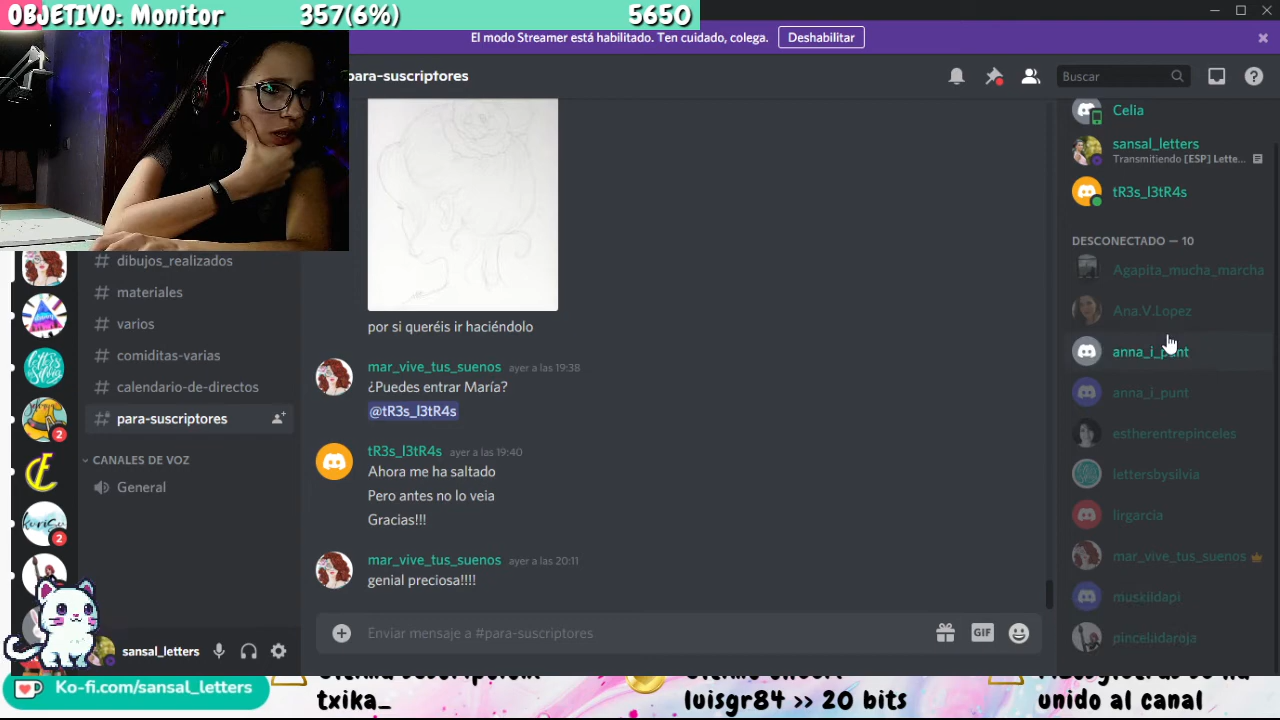 OBJETIVO: Monitor 357(6%) 5650
El modo Streamer está habilitado. Ten cuidado, colega. Deshabilitar
para-suscriptores
Buscar
Celia
sansal_letters
Transmitiendo [ESP] Lette...
tR3s_l3tR4s
DESCONECTADO — 10
Agapita_mucha_marcha
Ana.V.Lopez
anna_i_punt
anna_i_punt
estherentrepinceles
lettersbysilvia
lirgarcia
mar_vive_tus_suenos
muskildapi
pinceladaroja
dibujos_realizados
materiales
varios
comiditas-varias
calendario-de-directos
para-suscriptores
CANALES DE VOZ
General
2
2
por si queréis ir haciéndolo
mar_vive_tus_suenos ayer a las 19:38
¿Puedes entrar María?
@tR3s_l3tR4s
tR3s_l3tR4s ayer a las 19:40
Ahora me ha saltado
Pero antes no lo veia
Gracias!!!
mar_vive_tus_suenos ayer a las 20:11
genial preciosa!!!!
Enviar mensaje a #para-suscriptores
GIF
sansal_letters
Ko-fi.com/sansal_letters
txika_
luisgr84 >> 20 bits
unido al canal